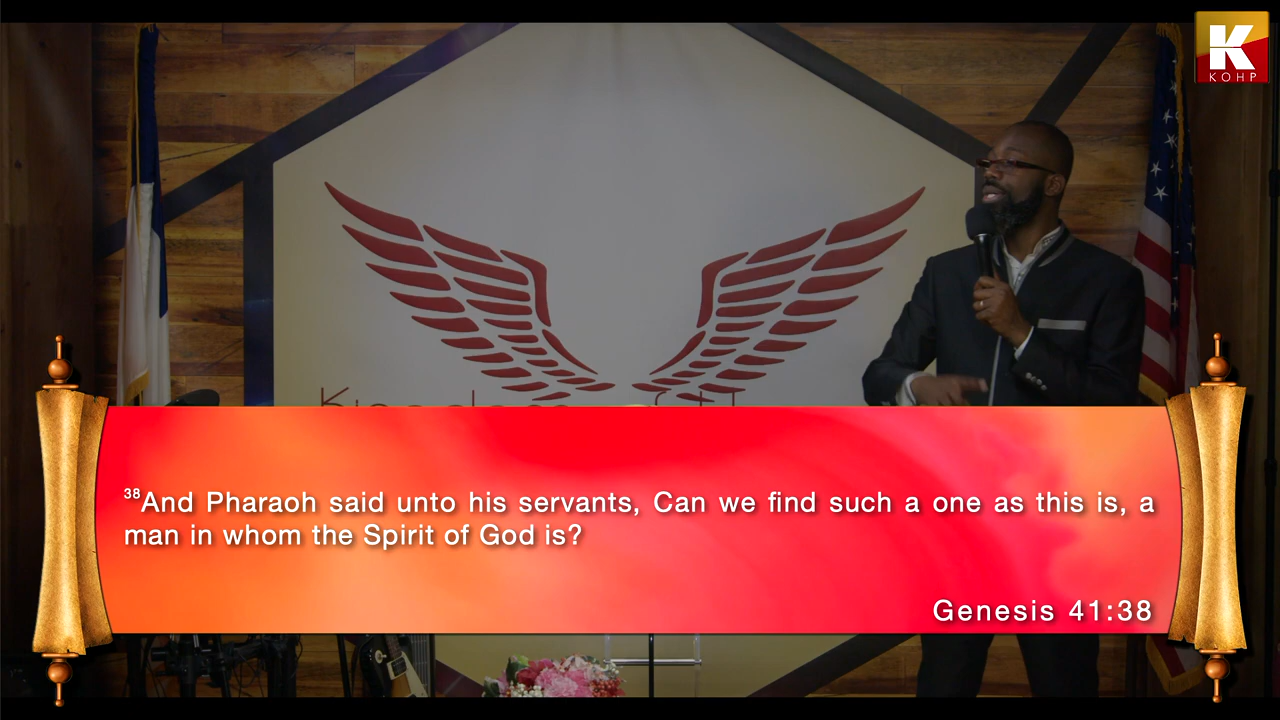 K
KOHP
³⁸And Pharaoh said unto his servants, Can we find such a one as this is, a
man in whom the Spirit of God is?
Genesis 41:38